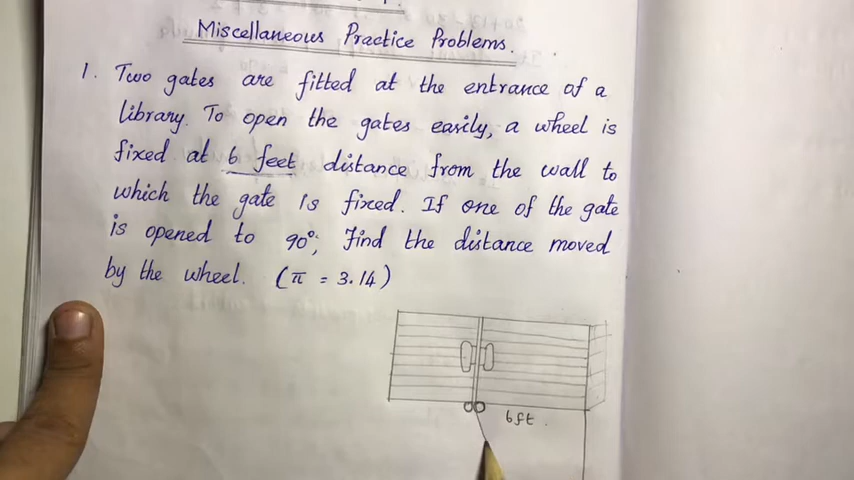 Miscellaneous Practice Problems.
1. Two gates are fitted at the entrance of a
library. To open the gates easily, a wheel is
fixed at 6 feet distance from the wall to
which the gate is fixed. If one of the gate
is opened to 90°, Find the distance moved
by the wheel. (π = 3.14)
6ft.